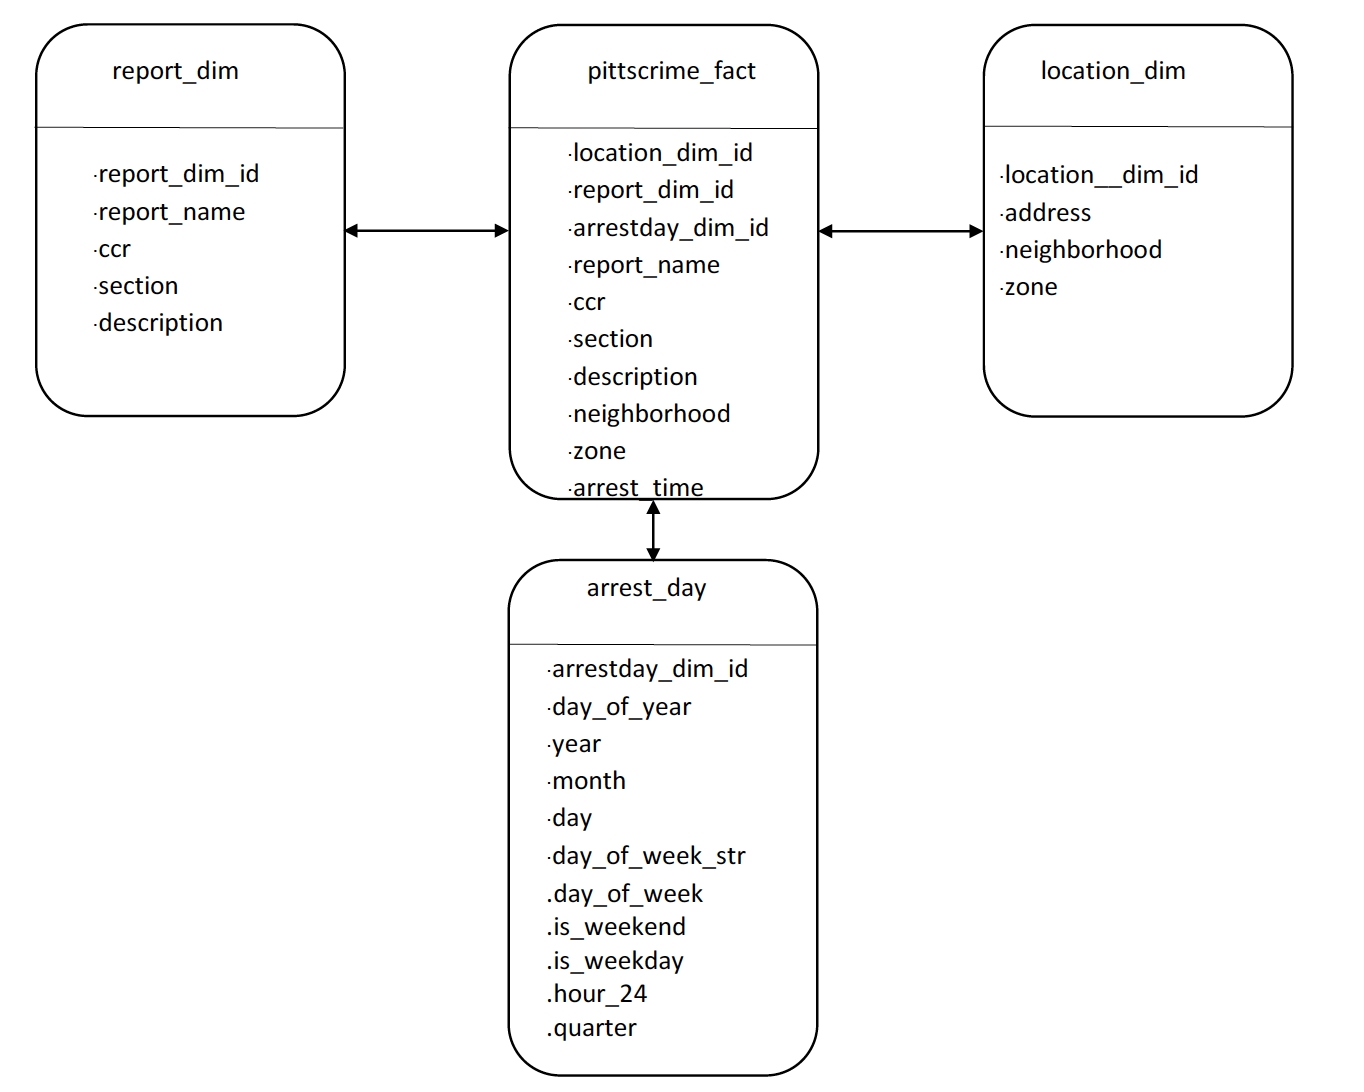 report_dim
·report_dim_id
·report_name
·ccr
·section
·description
pittscrime_fact
·location_dim_id
·report_dim_id
·arrestday_dim_id
·report_name
·ccr
·section
·description
·neighborhood
·zone
·arrest_time
location_dim
·location__dim_id
·address
·neighborhood
·zone
arrest_day
·arrestday_dim_id
·day_of_year
·year
·month
·day
·day_of_week_str
.day_of_week
.is_weekend
.is_weekday
.hour_24
.quarter